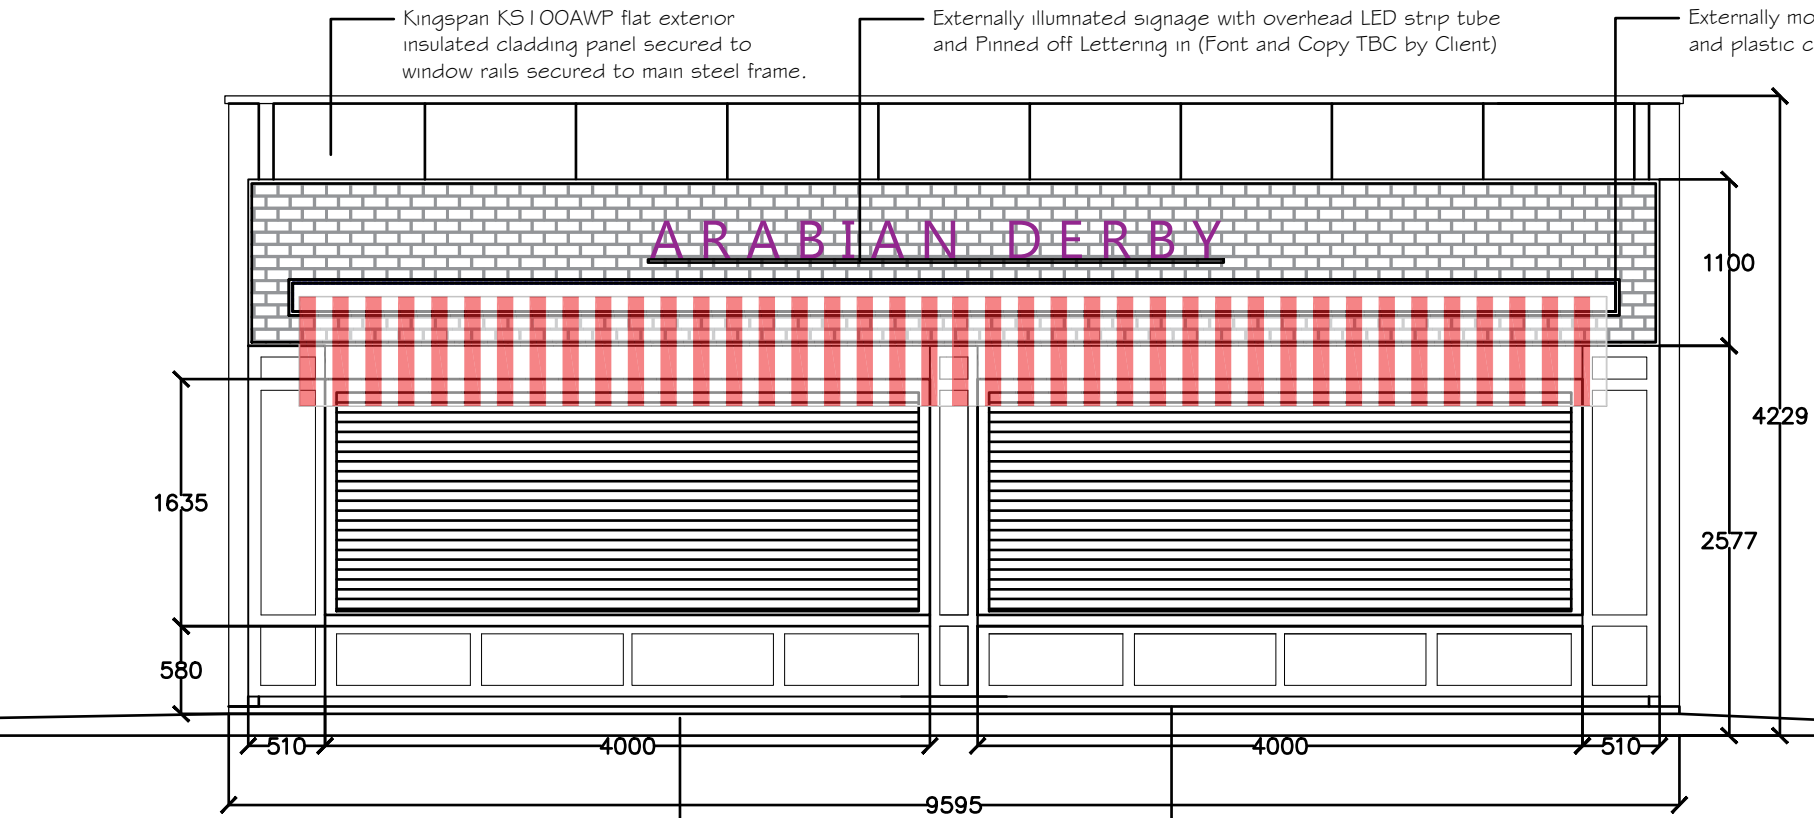 Kingspan KS100AWP flat exterior
insulated cladding panel secured to
window rails secured to main steel frame.
Externally illumnated signage with overhead LED strip tube
and Pinned off Lettering in (Font and Copy TBC by Client)
Externally mo
and plastic c
ARABIAN DERBY
1100
4229
1635
2577
580
510
4000
4000
510
9595